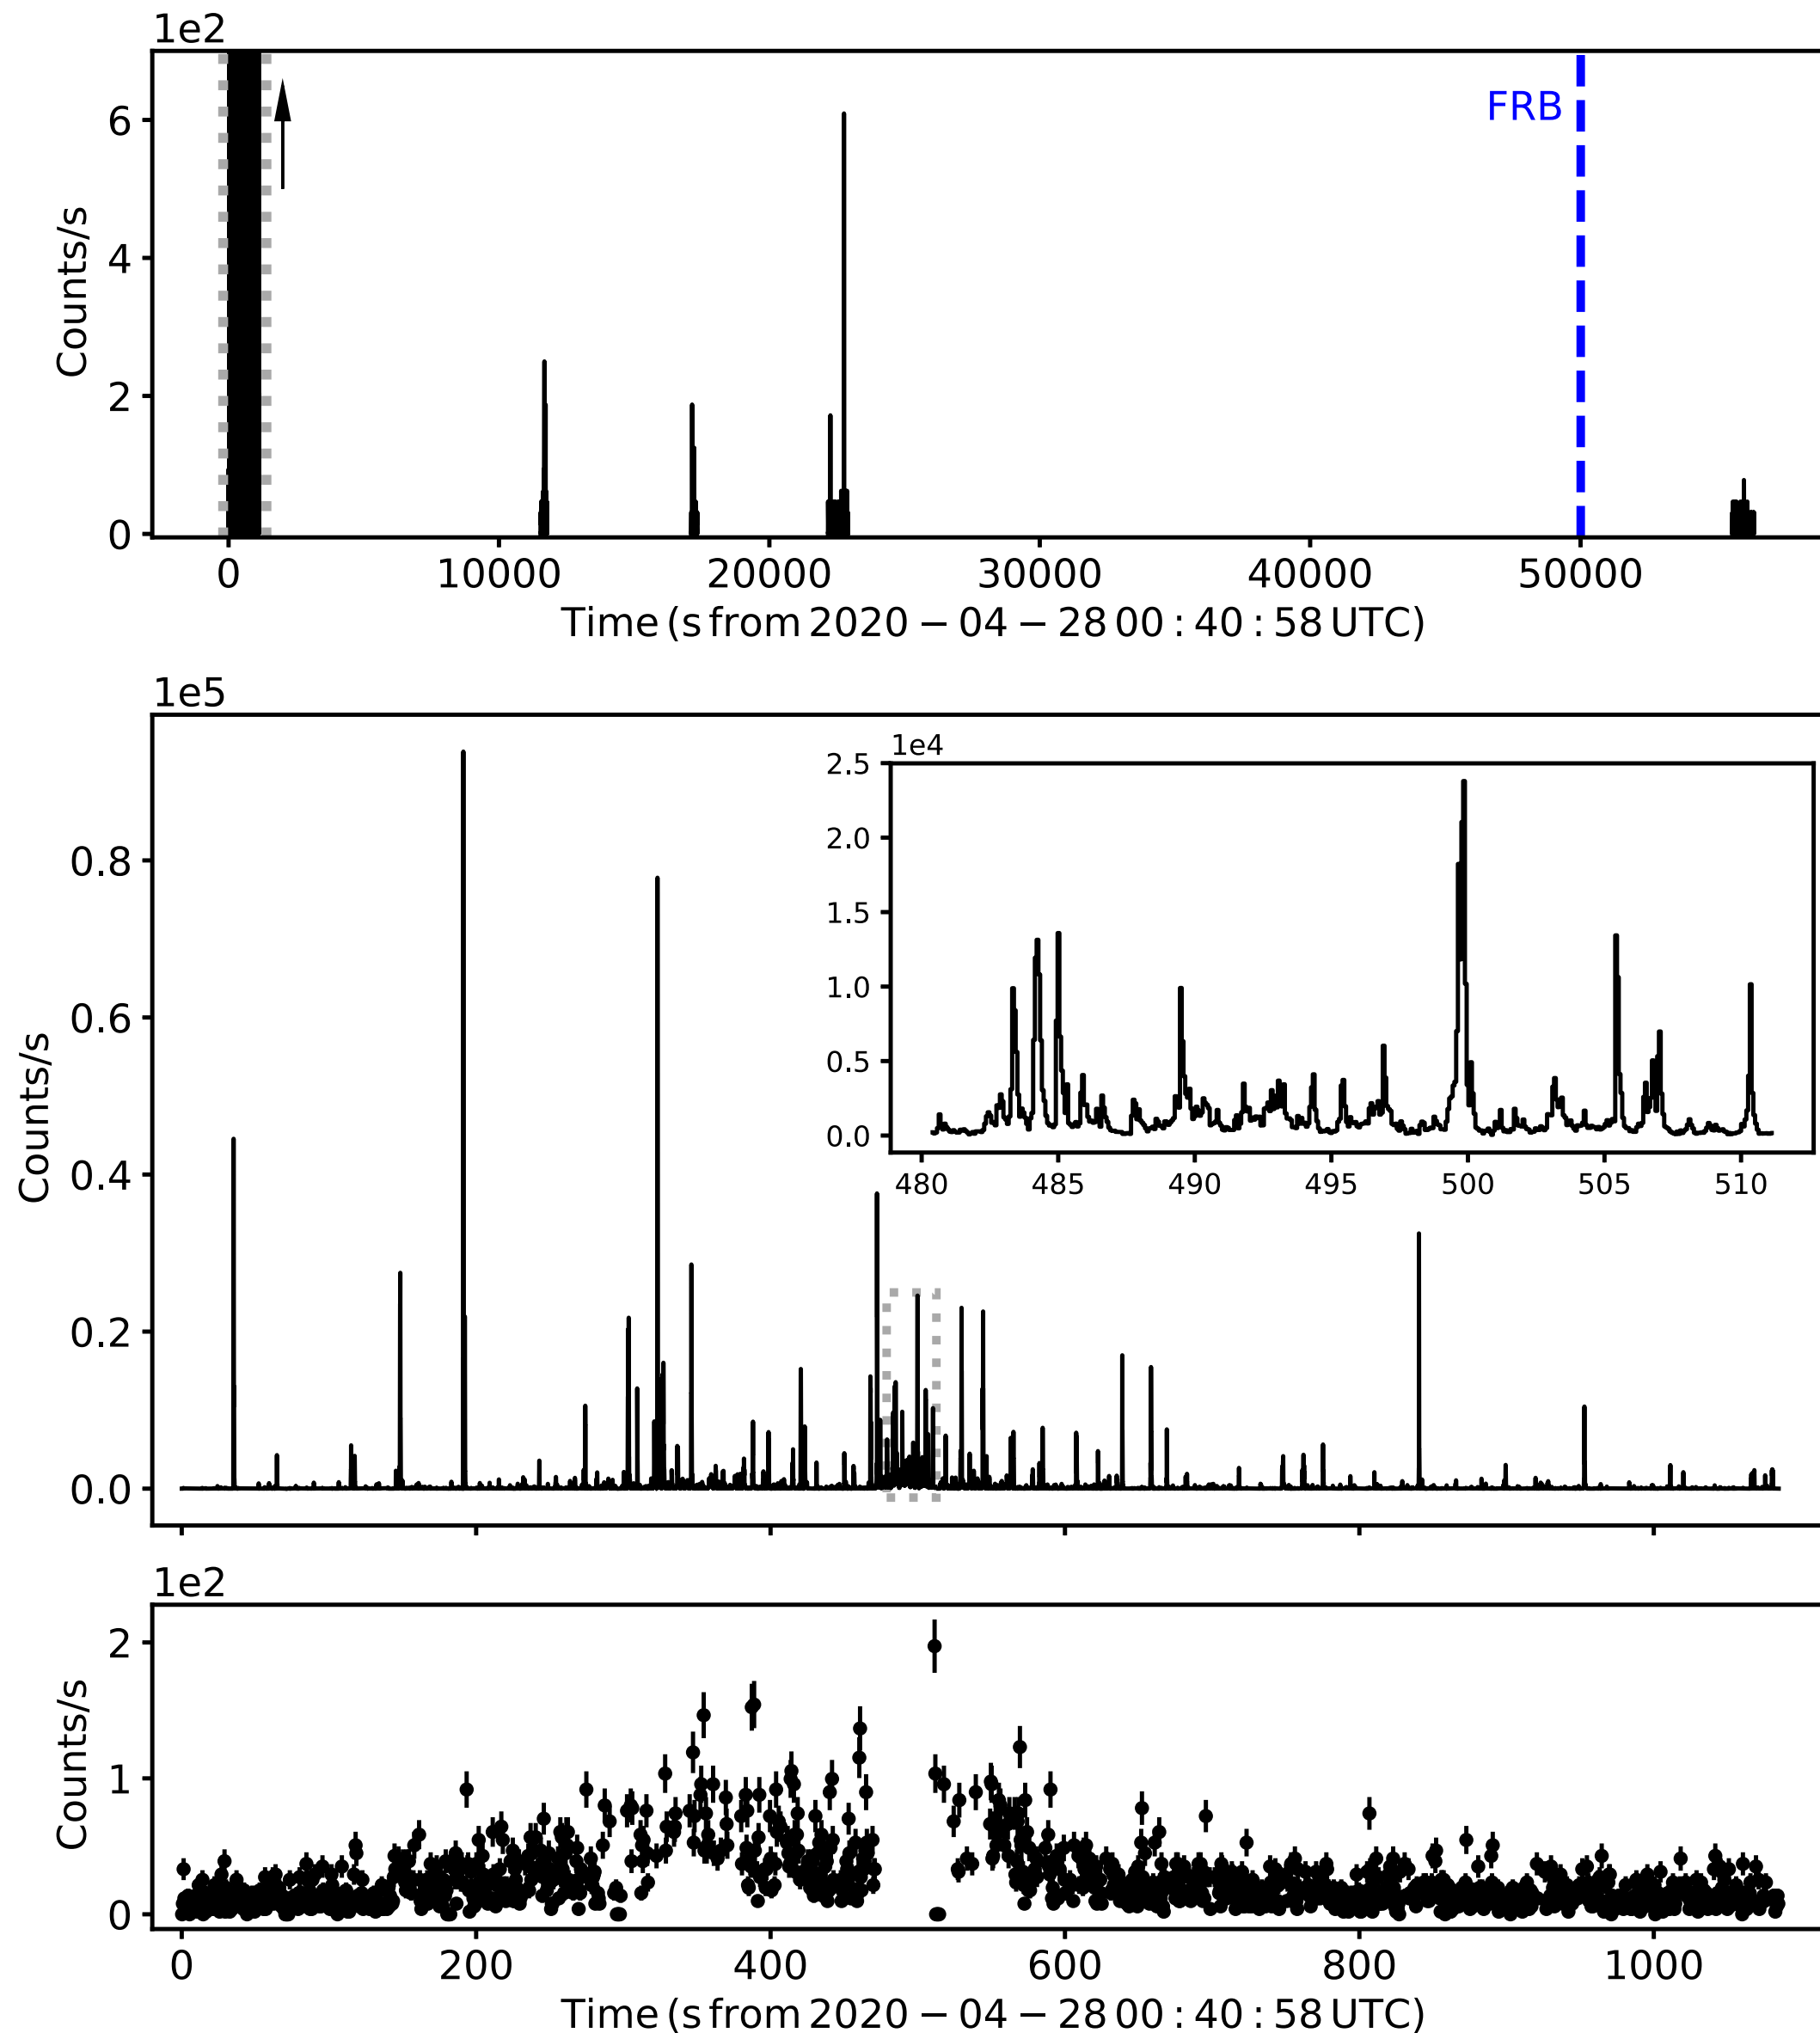 1e2
6
4
2
0
Counts/s
FRB
0 10000 20000 30000 40000 50000
Time (s from 2020 − 04 − 28 00 : 40 : 58 UTC)
1e5
0.8
0.6
0.4
0.2
0.0
Counts/s
1e4
2.5
2.0
1.5
1.0
0.5
0.0
480 485 490 495 500 505 510
1e2
2
1
0
Counts/s
0 200 400 600 800 1000
Time (s from 2020 − 04 − 28 00 : 40 : 58 UTC)